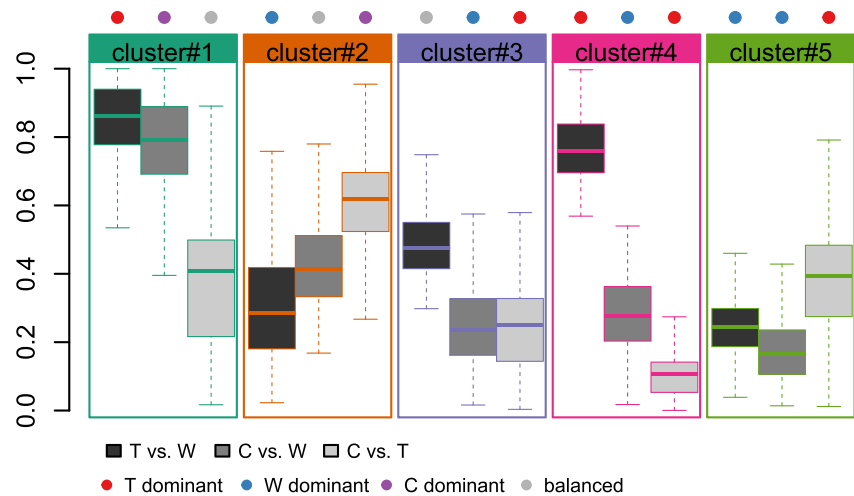 cluster#1 cluster#2 cluster#3 cluster#4 cluster#5
1.0
0.8
0.6
0.4
0.2
0.0
T vs. W C vs. W C vs. T
T dominant W dominant C dominant balanced